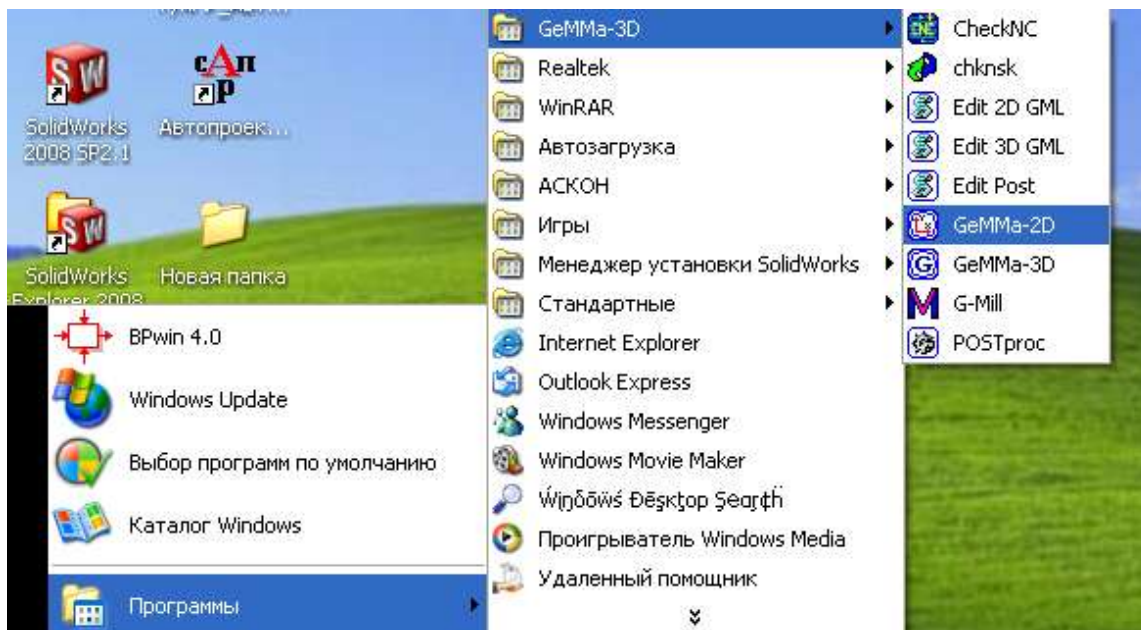 SolidWorks
2008 SP2.1
сАп
р
Автопроек...
SolidWorks
Explorer 2008
Новая папка
BPwin 4.0
Windows Update
Выбор программ по умолчанию
Каталог Windows
Программы
GeMMa-3D
Realtek
WinRAR
Автозагрузка
АСКОН
Игры
Менеджер установки SolidWorks
Стандартные
Internet Explorer
Outlook Express
Windows Messenger
Windows Movie Maker
Ẃįŋδōẅś Đēşқţop Şeαŗ¢ḣ
Проигрыватель Windows Media
Удаленный помощник
CheckNC
chknsk
Edit 2D GML
Edit 3D GML
Edit Post
GeMMa-2D
GeMMa-3D
G-Mill
POSTproc